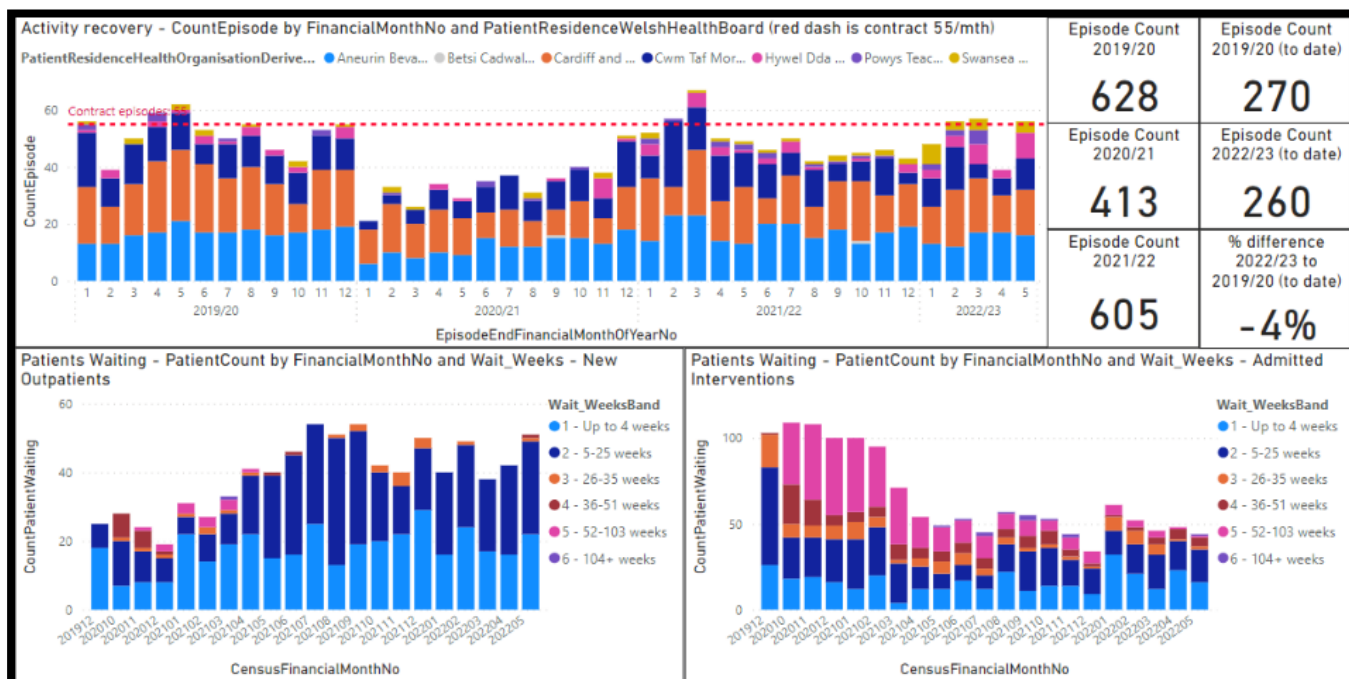 Activity recovery - CountEpisode by FinancialMonthNo and PatientResidenceWelshHealthBoard (red dash is contract 55/mth)
PatientResidenceHealthOrganisationDerive... Aneurin Beva... Betsi Cadwal... Cardiff and ... Cwm Taf Mor... Hywel Dda ... Powys Teac... Swansea ...
Contract episodes: 55
60
40
20
0
CountEpisode
1 2 3 4 5 6 7 8 9 10 11 12 1 2 3 4 5 6 7 8 9 10 11 12 1 2 3 4 5 6 7 8 9 10 11 12 1 2 3 4 5
2019/20 2020/21 2021/22 2022/23
EpisodeEndFinancialMonthOfYearNo
Episode Count
2019/20
628
Episode Count
2019/20 (to date)
270
Episode Count
2020/21
413
Episode Count
2022/23 (to date)
260
Episode Count
2021/22
605
% difference
2022/23 to
2019/20 (to date)
-4%
Patients Waiting - PatientCount by FinancialMonthNo and Wait_Weeks - New
Outpatients
60
40
20
0
CountPatientWaiting
Wait_WeeksBand
1 - Up to 4 weeks
2 - 5-25 weeks
3 - 26-35 weeks
4 - 36-51 weeks
5 - 52-103 weeks
6 - 104+ weeks
201912 202010 202011 202012 202101 202102 202103 202104 202105 202106 202107 202108 202109 202110 202111 202112 202201 202202 202203 202204 202205
CensusFinancialMonthNo
Patients Waiting - PatientCount by FinancialMonthNo and Wait_Weeks - Admitted
Interventions
100
50
0
CountPatientWaiting
Wait_WeeksBand
1 - Up to 4 weeks
2 - 5-25 weeks
3 - 26-35 weeks
4 - 36-51 weeks
5 - 52-103 weeks
6 - 104+ weeks
201912 202010 202011 202012 202101 202102 202103 202104 202105 202106 202107 202108 202109 202110 202111 202112 202201 202202 202203 202204 202205
CensusFinancialMonthNo